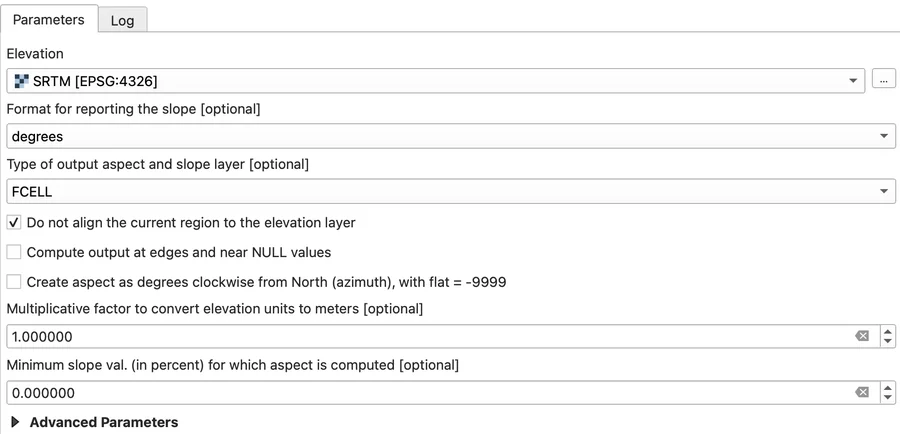 Parameters
Log
Elevation
SRTM [EPSG:4326]
...
Format for reporting the slope [optional]
degrees
Type of output aspect and slope layer [optional]
FCELL
Do not align the current region to the elevation layer
Compute output at edges and near NULL values
Create aspect as degrees clockwise from North (azimuth), with flat = -9999
Multiplicative factor to convert elevation units to meters [optional]
1.000000
Minimum slope val. (in percent) for which aspect is computed [optional]
0.000000
Advanced Parameters